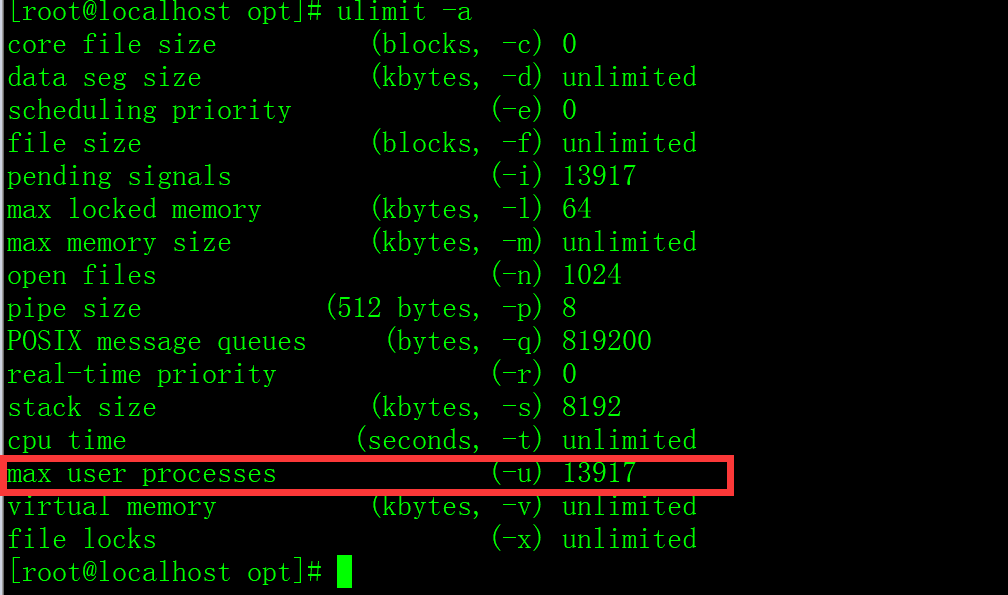 [root@localhost opt]# ulimit -a
core file size (blocks, -c) 0
data seg size (kbytes, -d) unlimited
scheduling priority (-e) 0
file size (blocks, -f) unlimited
pending signals (-i) 13917
max locked memory (kbytes, -l) 64
max memory size (kbytes, -m) unlimited
open files (-n) 1024
pipe size (512 bytes, -p) 8
POSIX message queues (bytes, -q) 819200
real-time priority (-r) 0
stack size (kbytes, -s) 8192
cpu time (seconds, -t) unlimited
max user processes (-u) 13917
virtual memory (kbytes, -v) unlimited
file locks (-x) unlimited
[root@localhost opt]#